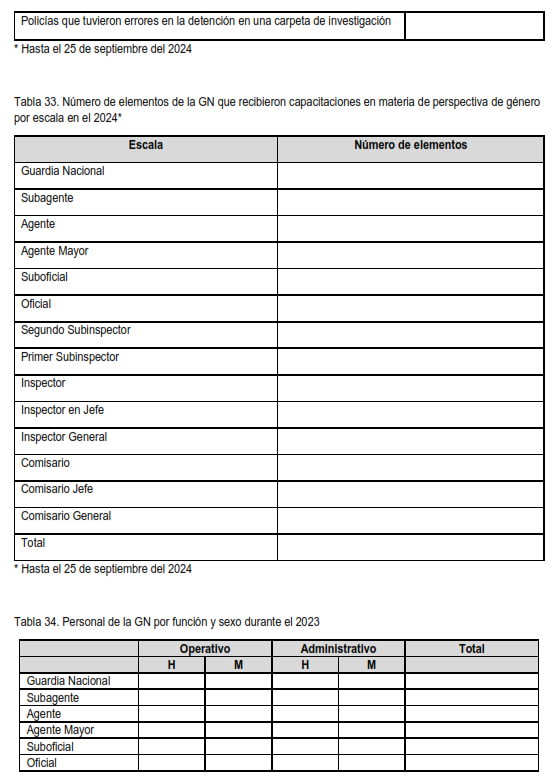 Policías que tuvieron errores en la detención en una carpeta de investigación
* Hasta el 25 de septiembre del 2024
Tabla 33. Número de elementos de la GN que recibieron capacitaciones en materia de perspectiva de género
por escala en el 2024*
Escala Número de elementos
Guardia Nacional
Subagente
Agente
Agente Mayor
Suboficial
Oficial
Segundo Subinspector
Primer Subinspector
Inspector
Inspector en Jefe
Inspector General
Comisario
Comisario Jefe
Comisario General
Total
* Hasta el 25 de septiembre del 2024
Tabla 34. Personal de la GN por función y sexo durante el 2023
Operativo Administrativo Total
H M H M
Guardia Nacional
Subagente
Agente
Agente Mayor
Suboficial
Oficial